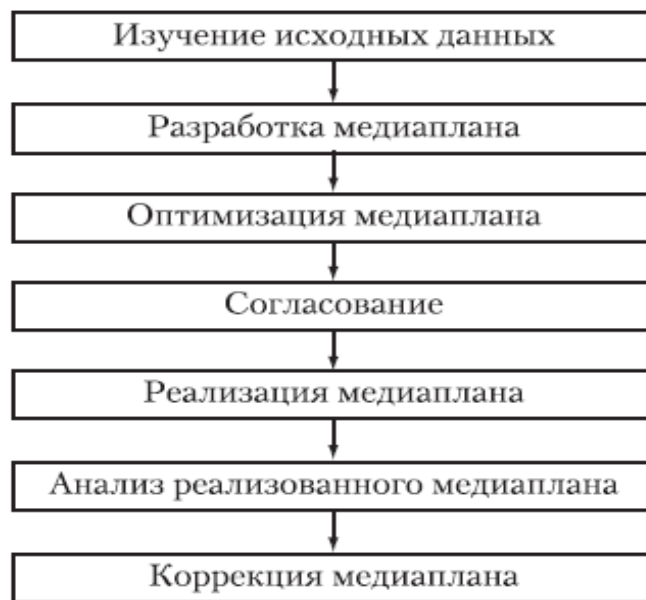 Изучение исходных данных
Разработка медиаплана
Оптимизация медиаплана
Согласование
Реализация медиаплана
Анализ реализованного медиаплана
Коррекция медиаплана